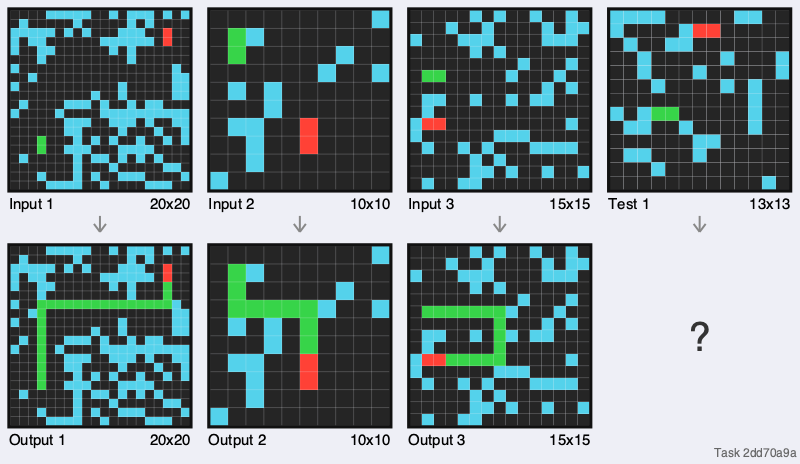 Input 1 20x20
Input 2 10x10
Input 3 15x15
Test 1 13x13
?
Output 1 20x20
Output 2 10x10
Output 3 15x15
Task 2dd70a9a